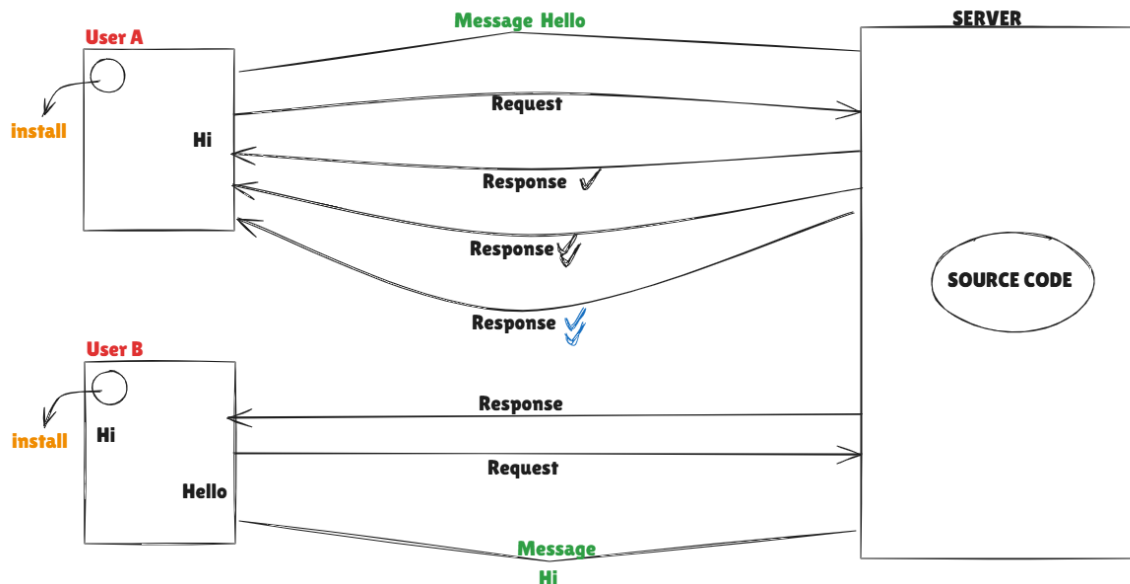 Message Hello
SERVER
User A
Request
install
Hi
Response
Response
SOURCE CODE
Response
User B
Response
install
Hi
Request
Hello
Message
Hi